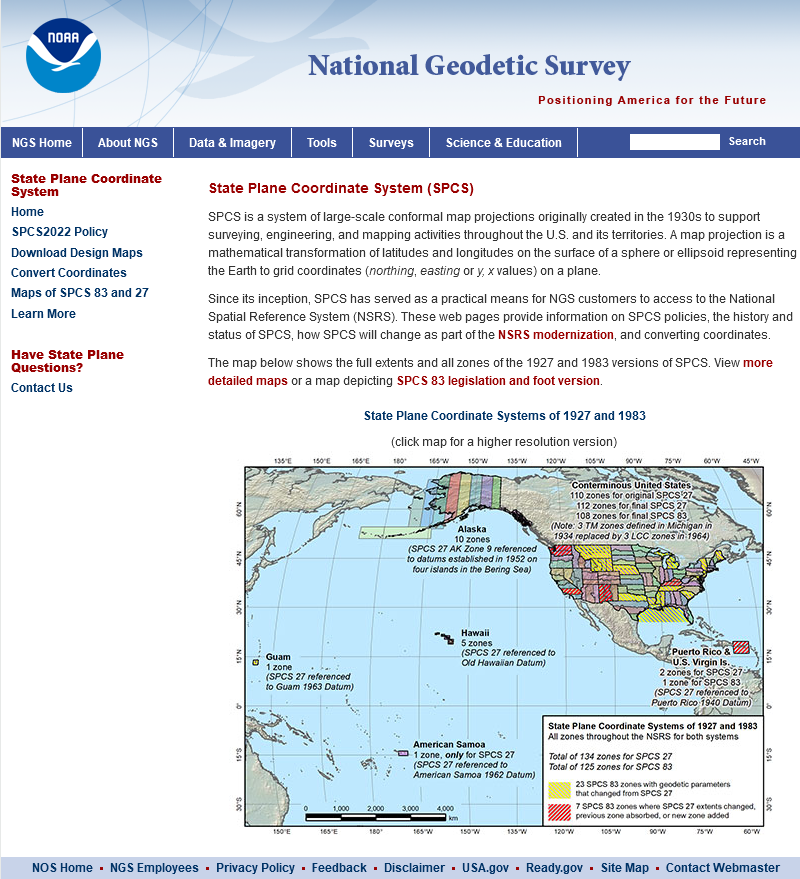 NOAA
National Geodetic Survey
Positioning America for the Future
NGS Home
About NGS
Data & Imagery
Tools
Surveys
Science & Education
Search
State Plane Coordinate
System
Home
SPCS2022 Policy
Download Design Maps
Convert Coordinates
Maps of SPCS 83 and 27
Learn More
Have State Plane
Questions?
Contact Us
State Plane Coordinate System (SPCS)
SPCS is a system of large-scale conformal map projections originally created in the 1930s to support
surveying, engineering, and mapping activities throughout the U.S. and its territories. A map projection is a
mathematical transformation of latitudes and longitudes on the surface of a sphere or ellipsoid representing
the Earth to grid coordinates (northing, easting or y, x values) on a plane.
Since its inception, SPCS has served as a practical means for NGS customers to access to the National
Spatial Reference System (NSRS). These web pages provide information on SPCS policies, the history and
status of SPCS, how SPCS will change as part of the NSRS modernization, and converting coordinates.
The map below shows the full extents and all zones of the 1927 and 1983 versions of SPCS. View more
detailed maps or a map depicting SPCS 83 legislation and foot version.
State Plane Coordinate Systems of 1927 and 1983
(click map for a higher resolution version)
135°E 150°E 165°E 180° 165°W 150°W 135°W 120°W 105°W 90°W 75°W 60°W 45°W
60°N
45°N
30°N
15°N
0°
15°S
30°S
Conterminous United States
110 zones for original SPCS 27
112 zones for final SPCS 27
108 zones for final SPCS 83
(Note: 3 TM zones defined in Michigan in
1934 replaced by 3 LCC zones in 1964)
Alaska
10 zones
(SPCS 27 AK Zone 9 referenced
to datums established in 1952 on
four islands in the Bering Sea)
Hawaii
5 zones
(SPCS 27 referenced to
Old Hawaiian Datum)
Guam
1 zone
(SPCS 27 referenced
to Guam 1963 Datum)
Puerto Rico &
U.S. Virgin Is.
2 zones for SPCS 27
1 zone for SPCS 83
(SPCS 27 referenced to
Puerto Rico 1940 Datum)
American Samoa
1 zone, only for SPCS 27
(SPCS 27 referenced to
American Samoa 1962 Datum)
State Plane Coordinate Systems of 1927 and 1983
All zones throughout the NSRS for both systems
Total of 134 zones for SPCS 27
Total of 125 zones for SPCS 83
23 SPCS 83 zones with geodetic parameters
that changed from SPCS 27
7 SPCS 83 zones where SPCS 27 extents changed,
previous zone absorbed, or new zone added
0 1,000 2,000 3,000 4,000
km
60°N
45°N
30°N
15°N
0°
15°S
30°S
150°E 165°E 180° 165°W 150°W 135°W 120°W 105°W 90°W 75°W 60°W
NOS Home ▪ NGS Employees ▪ Privacy Policy ▪ Feedback ▪ Disclaimer ▪ USA.gov ▪ Ready.gov ▪ Site Map ▪ Contact Webmaster